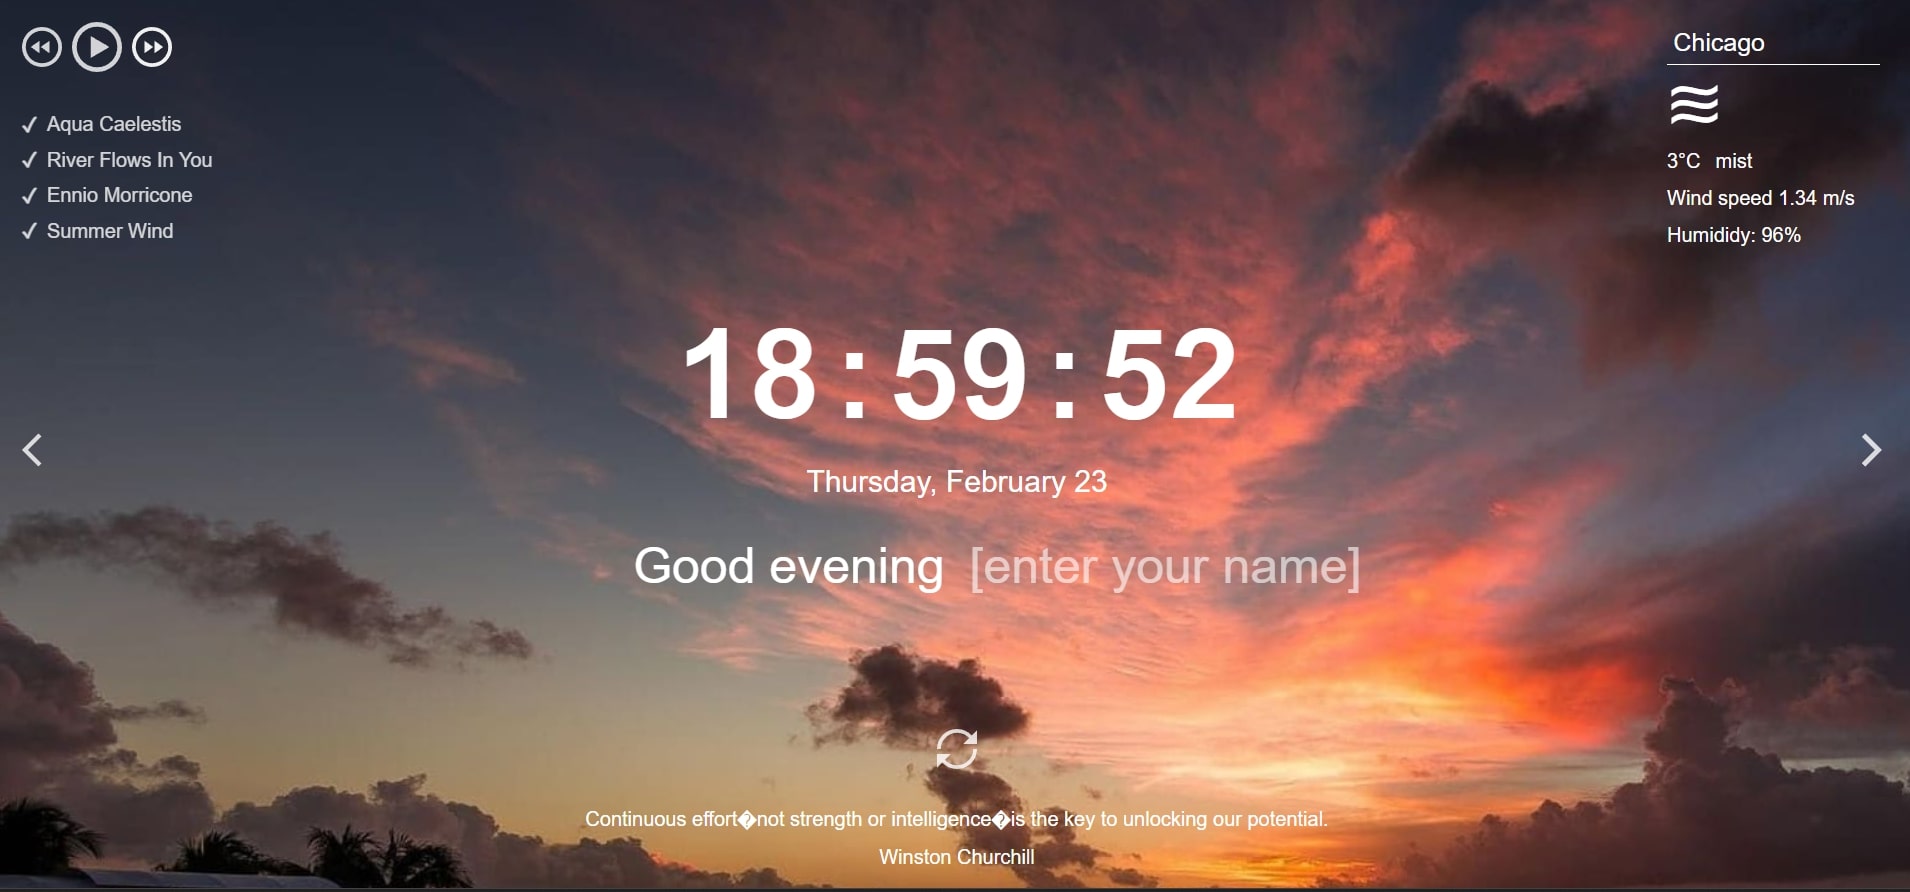 Aqua Caelestis
River Flows In You
Ennio Morricone
Summer Wind
Chicago
3°C mist
Wind speed 1.34 m/s
Humididy: 96%
18:59:52
Thursday, February 23
Good evening [enter your name]
Continuous effort�not strength or intelligence�is the key to unlocking our potential.
Winston Churchill